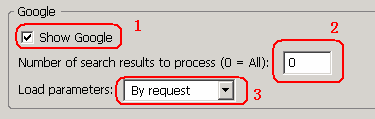 Google
1
Show Google
2
Number of search results to process (0 = All): 0
Load parameters: By request
3